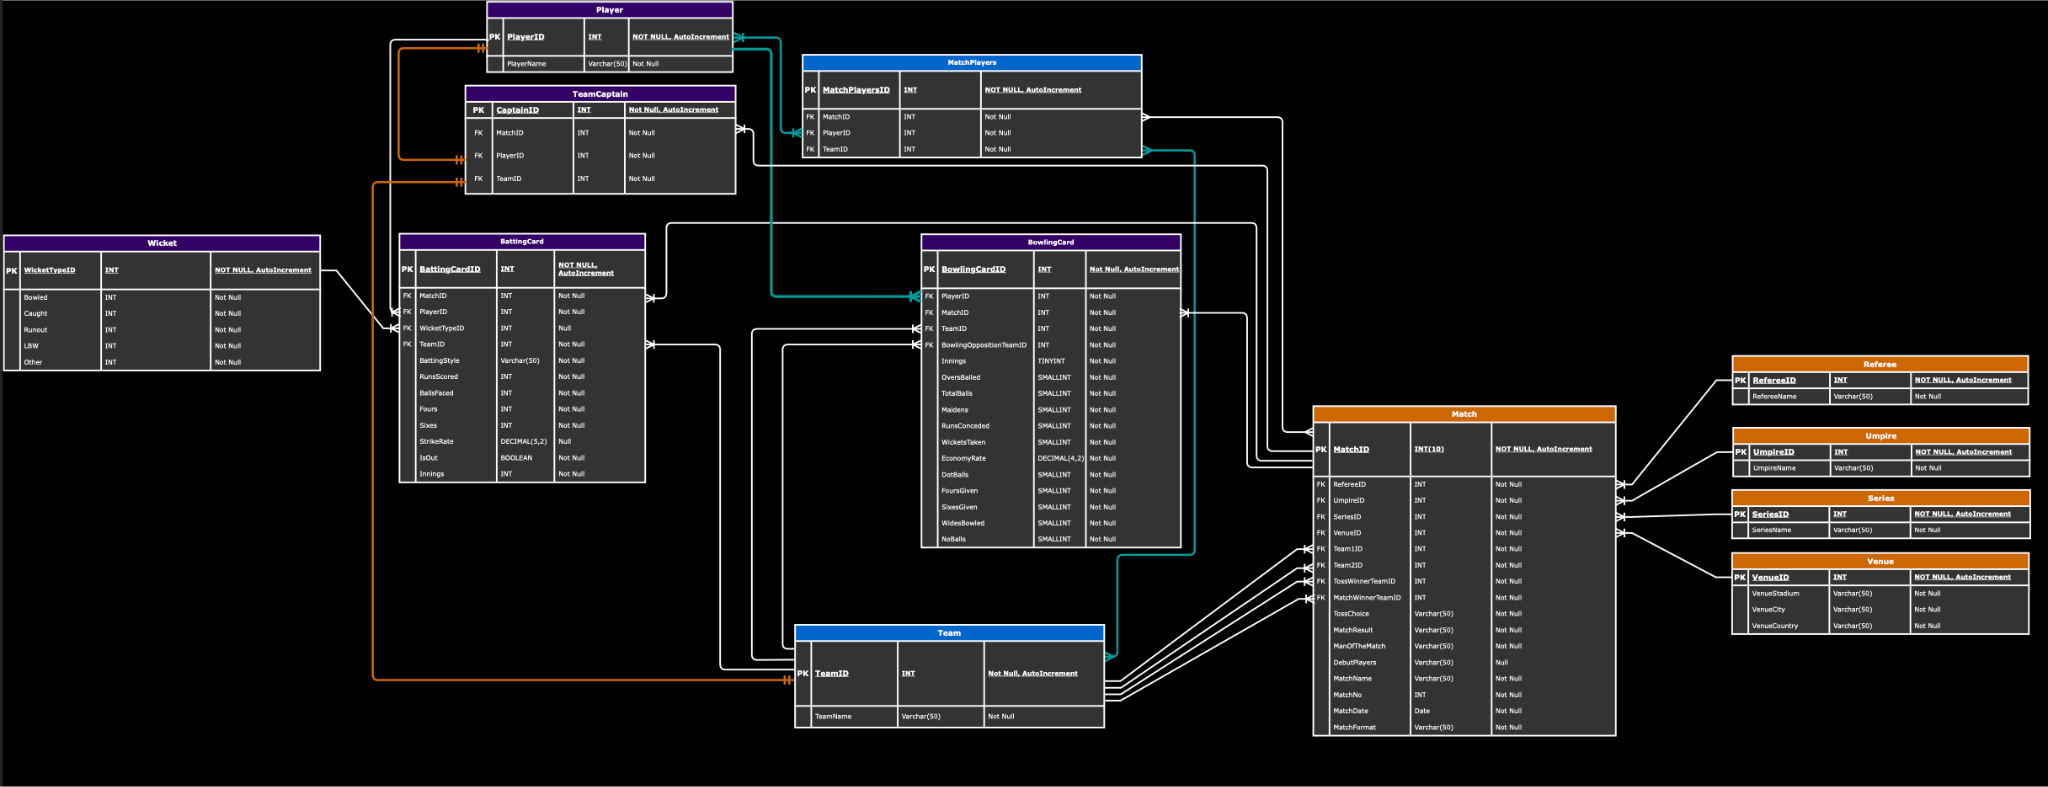 Player
PK PlayerID INT NOT NULL, AutoIncrement
PlayerName Varchar(50) Not Null
MatchPlayers
PK MatchPlayersID INT NOT NULL, AutoIncrement
FK MatchID INT Not Null
FK PlayerID INT Not Null
FK TeamID INT Not Null
TeamCaptain
PK CaptainID INT Not Null, AutoIncrement
FK MatchID INT Not Null
FK PlayerID INT Not Null
FK TeamID INT Not Null
Wicket
PK WicketTypeID INT NOT NULL, AutoIncrement
Bowled INT Not Null
Caught INT Not Null
Runout INT Not Null
LBW INT Not Null
Other INT Not Null
BattingCard
PK BattingCardID INT NOT NULL,
AutoIncrement
FK MatchID INT Not Null
FK PlayerID INT Not Null
FK WicketTypeID INT Null
FK TeamID INT Not Null
BattingStyle Varchar(50) Not Null
RunsScored INT Not Null
BallsFaced INT Not Null
Fours INT Not Null
Sixes INT Not Null
StrikeRate DECIMAL(5,2) Null
IsOut BOOLEAN Not Null
Innings INT Not Null
BowlingCard
PK BowlingCardID INT Not Null, AutoIncrement
FK PlayerID INT Not Null
FK MatchID INT Not Null
FK TeamID INT Not Null
FK BowlingOppositionTeamID INT Not Null
Innings TINYINT Not Null
OversBalled SMALLINT Not Null
TotalBalls SMALLINT Not Null
Maidens SMALLINT Not Null
RunsConceded SMALLINT Not Null
WicketsTaken SMALLINT Not Null
EconomyRate DECIMAL(4,2) Not Null
DotBalls SMALLINT Not Null
FoursGiven SMALLINT Not Null
SixesGiven SMALLINT Not Null
WidesBowled SMALLINT Not Null
NoBalls SMALLINT Not Null
Team
PK TeamID INT Not Null, AutoIncrement
TeamName Varchar(50) Not Null
Match
PK MatchID INT(10) NOT NULL, AutoIncrement
FK RefereeID INT Not Null
FK UmpireID INT Not Null
FK SeriesID INT Not Null
FK VenueID INT Not Null
FK Team1ID INT Not Null
FK Team2ID INT Not Null
FK TossWinnerTeamID INT Not Null
FK MatchWinnerTeamID INT Not Null
TossChoice Varchar(50) Not Null
MatchResult Varchar(50) Not Null
ManOfTheMatch Varchar(50) Not Null
DebutPlayers Varchar(50) Null
MatchName Varchar(50) Not Null
MatchNo INT Not Null
MatchDate Date Not Null
MatchFormat Varchar(50) Not Null
Referee
PK RefereeID INT NOT NULL, AutoIncrement
RefereeName Varchar(50) Not Null
Umpire
PK UmpireID INT NOT NULL, AutoIncrement
UmpireName Varchar(50) Not Null
Series
PK SeriesID INT NOT NULL, AutoIncrement
SeriesName Varchar(50) Not Null
Venue
PK VenueID INT NOT NULL, AutoIncrement
VenueStadium Varchar(50) Not Null
VenueCity Varchar(50) Not Null
VenueCountry Varchar(50) Not Null